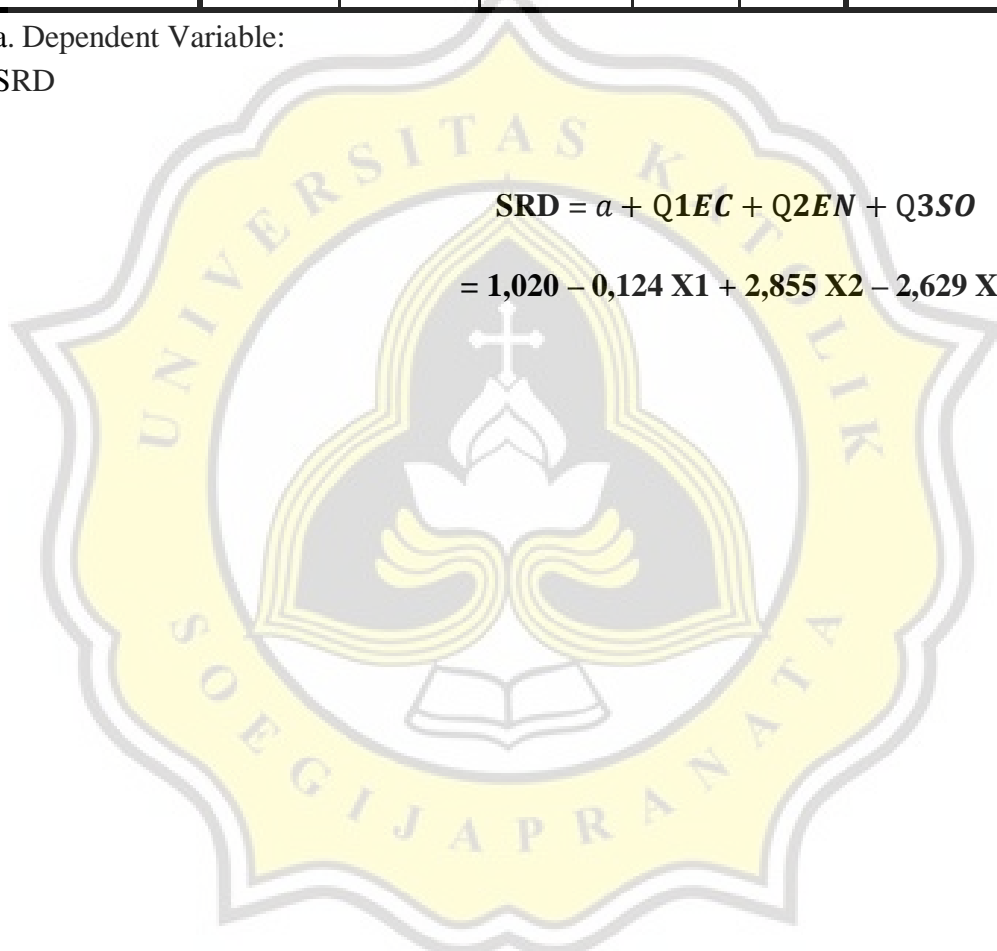 a. Dependent Variable:
SRD
SRD = a + Q1EC + Q2EN + Q3SO
= 1,020 – 0,124 X1 + 2,855 X2 – 2,629 X
UNIVERSITAS KATOLIK
SOEGIJAPRANATA